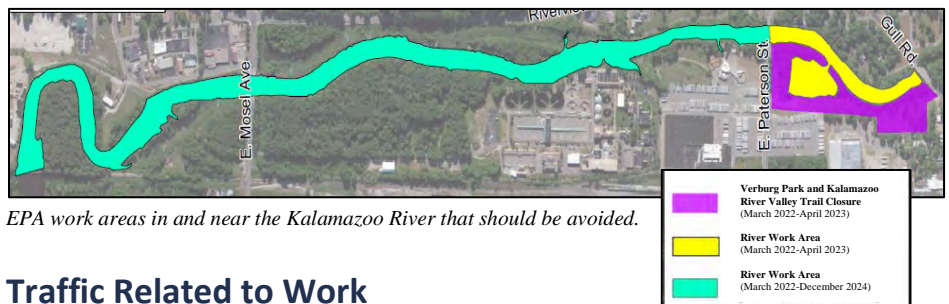 E. Mosel Ave
E. Paterson St.
Gull Rd.
EPA work areas in and near the Kalamazoo River that should be avoided.
Verburg Park and Kalamazoo
River Valley Trail Closure
(March 2022-April 2023)
River Work Area
(March 2022-April 2023)
River Work Area
(March 2022-December 2024)
Traffic Related to Work